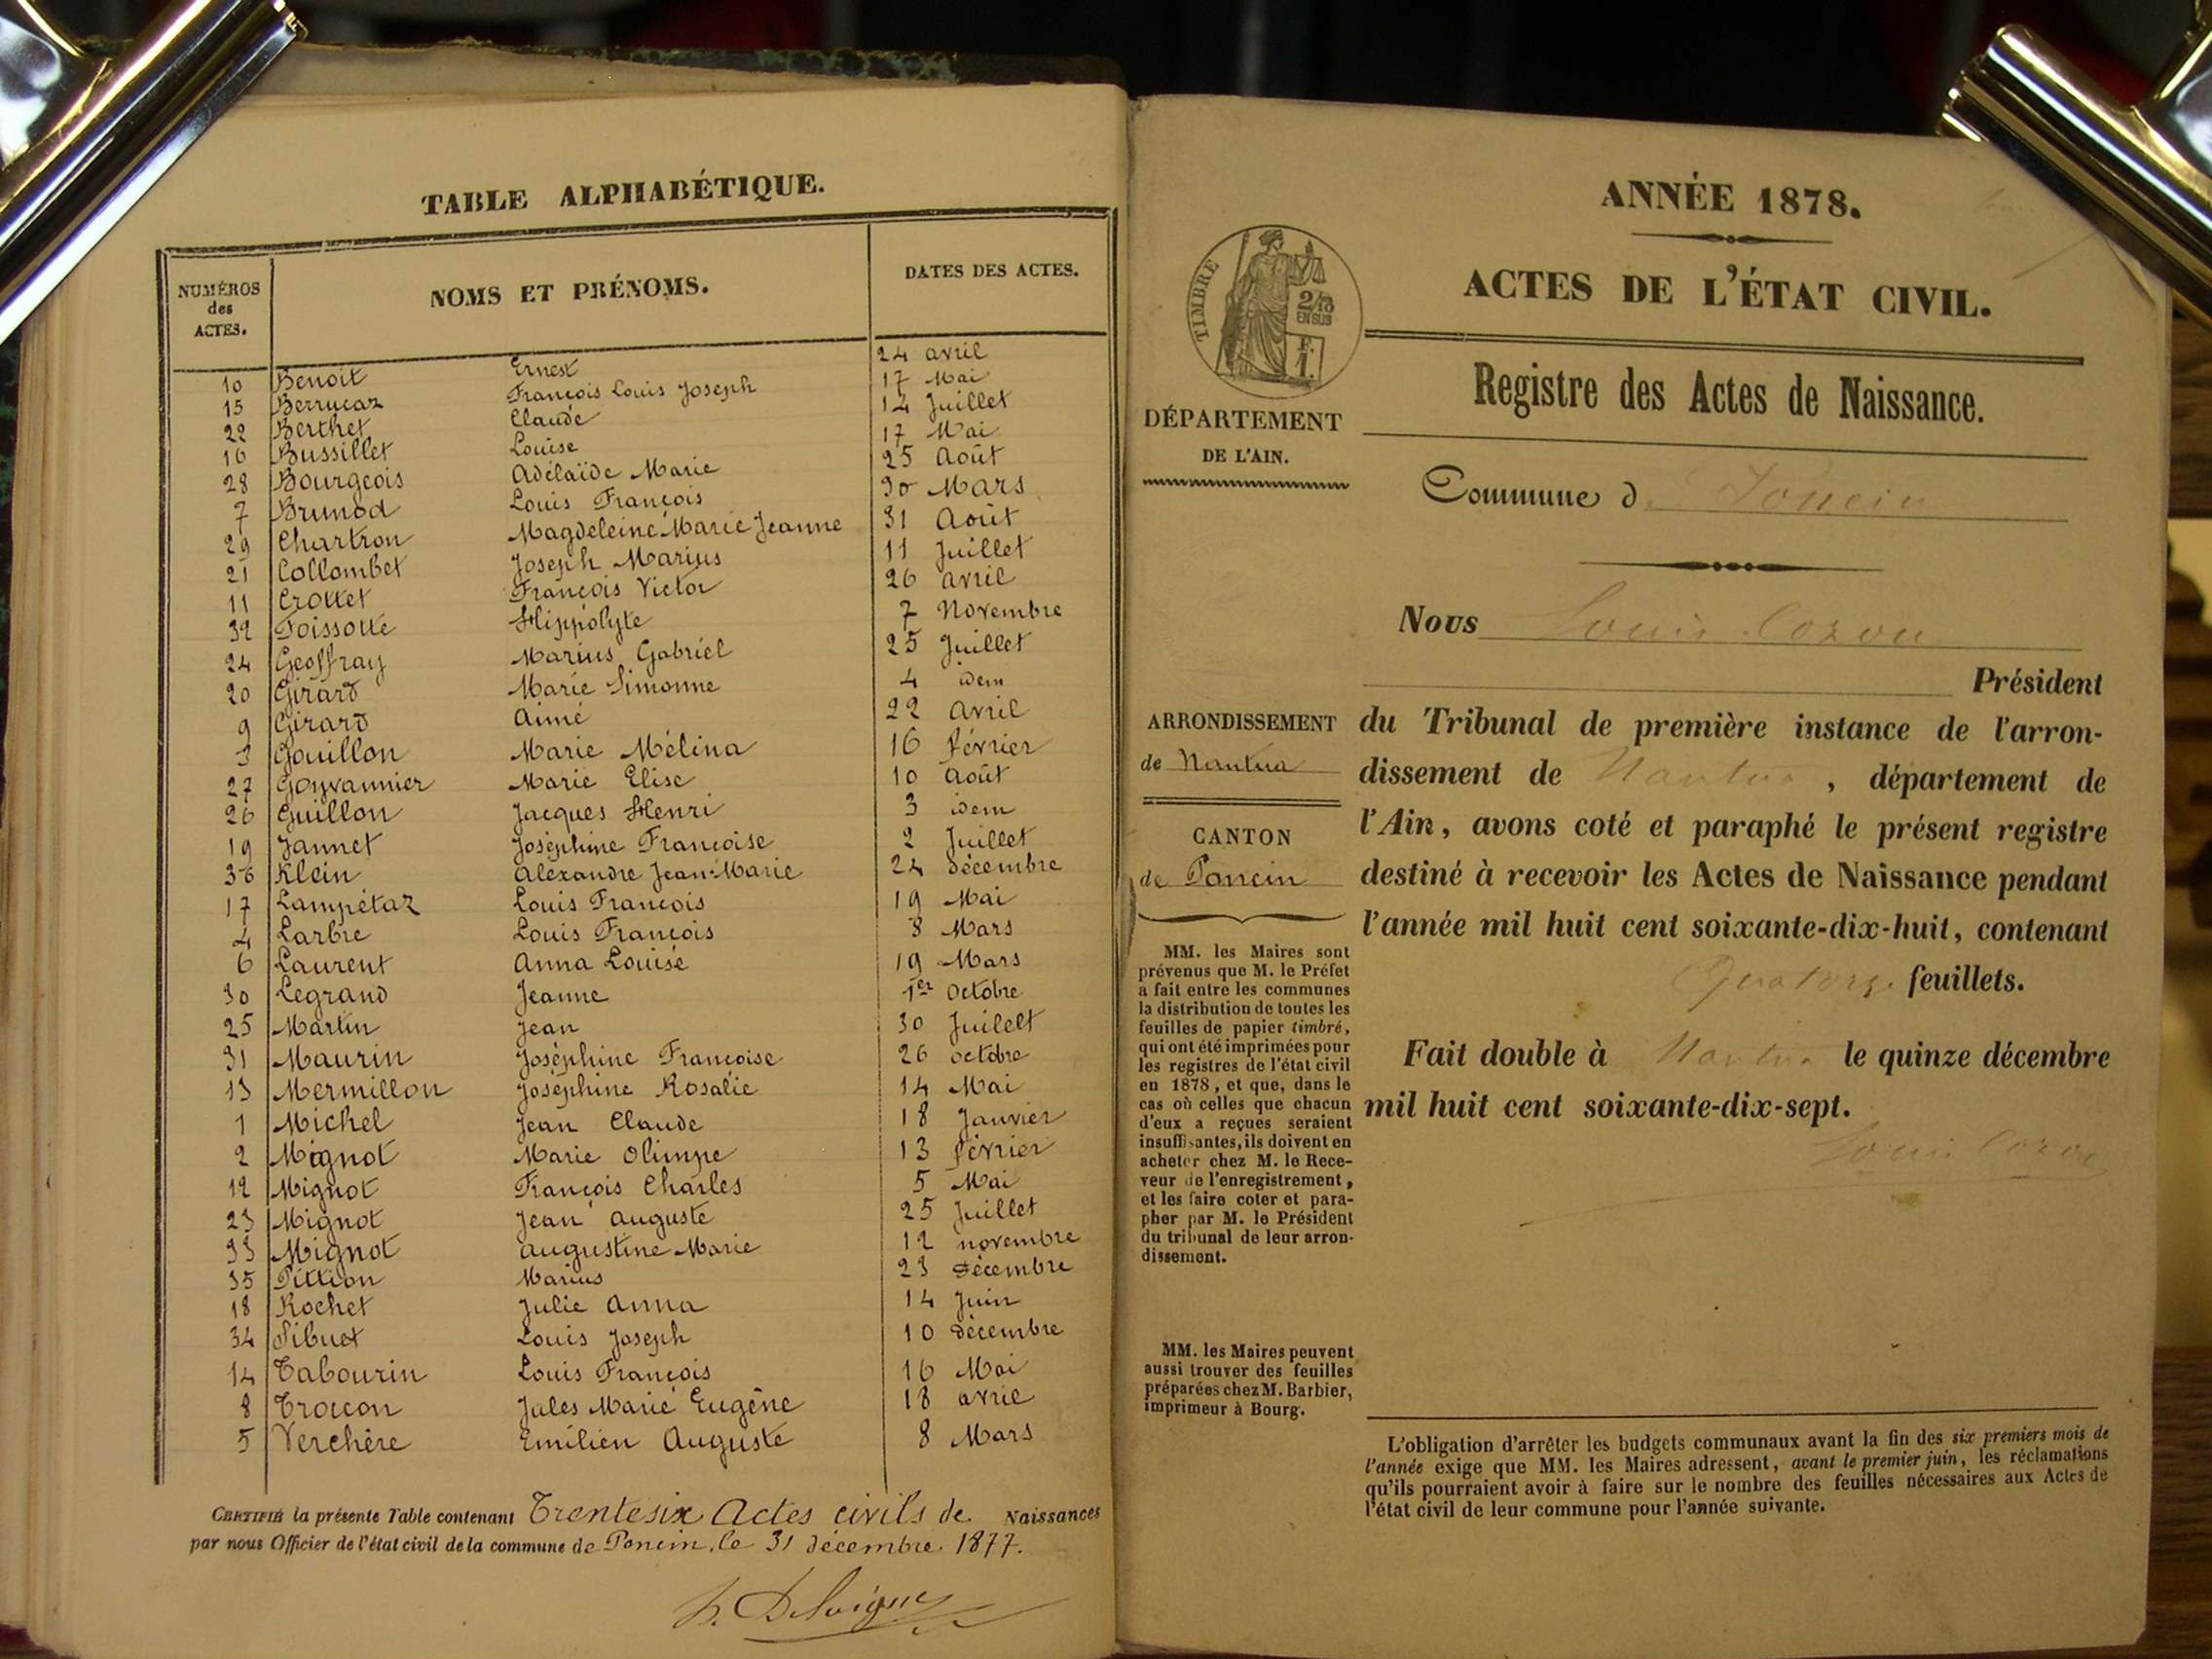 TABLE ALPHABÉTIQUE.
NUMÉROS des ACTES. NOMS ET PRÉNOMS. DATES DES ACTES.
10 Benoit Ernest 24 avril
15 Berrucaz François Louis Joseph 17 Mai
22 Berthet Claude 14 Juillet
16 Bussillet Louise 17 Mai
28 Bourgeois Adélaïde Marie 25 Août
7 Brunod Louis François 30 Mars
29 Chartron Magdeleine Marie Jeanne 31 Août
21 Collombet Joseph Marius 11 Juillet
11 Crottet François Victor 26 avril
32 Foissotte Hippolyte 7 Novembre
24 Geoffray Marius Gabriel 25 Juillet
20 Girard Marie Simonne 4 idem
9 Girard Aimé 22 Avril
3 Gouillon Marie Mélina 16 février
27 Goyvannier Marie Elise 10 Août
26 Guillon Jacques Henri 3 idem
19 Jannet Joséphine Françoise 2 Juillet
36 Klein Alexandre Jean-Marie 24 décembre
17 Lampétaz Louis François 19 Mai
4 Larbre Louis François 8 Mars
6 Laurent Anna Louise 19 Mars
30 Legrand Jeanne 1er Octobre
25 Martin Jean 30 Juilelt
31 Maurin Joséphine Françoise 26 octobre
13 Mermillon Joséphine Rosalie 14 Mai
1 Michel Jean Claude 18 Janvier
2 Mignot Marie Olimpe 13 février
12 Mignot François Charles 5 Mai
23 Mignot Jean Auguste 25 Juillet
33 Mignot Augustine Marie 12 novembre
35 Pittion Marius 23 décembre
18 Rochet Julie Anna 14 Juin
34 Sibuet Louis Joseph 10 décembre
14 Tabourin Louis François 16 Mai
8 Troccon Jules Marie Eugêne 18 avril
5 Verchère Emilien Auguste 8 Mars
CERTIFIÉ la présente Table contenant Trente six Actes civils de Naissances
par nous Officier de l'état civil de la commune de Poncin, le 31 décembre 1877.
ANNÉE 1878.
ACTES DE L'ÉTAT CIVIL.
TIMBRE
2/10 EN SUS
F. 1.
Registre des Actes de Naissance.
DÉPARTEMENT
DE L'AIN.
Commune d Poncin
Nous Louis Cozon
Président
du Tribunal de première instance de l'arron-
dissement de Nantua, département de
l'Ain, avons coté et paraphé le présent registre
destiné à recevoir les Actes de Naissance pendant
l'année mil huit cent soixante-dix-huit, contenant
Quatorze feuillets.
Fait double à Nantua le quinze décembre
mil huit cent soixante-dix-sept.
Louis Cozon
ARRONDISSEMENT
de Nantua
CANTON
de Poncin
MM. les Maires sont
prévenus que M. le Préfet
a fait entre les communes
la distribution de toutes les
feuilles de papier timbré,
qui ont été imprimées pour
les registres de l'état civil
en 1878, et que, dans le
cas où celles que chacun
d'eux a reçues seraient
insuffisantes, ils doivent en
acheter chez M. le Rece-
veur de l'enregistrement,
et les faire coter et para-
pher par M. le Président
du tribunal de leur arron-
dissement.
MM. les Maires peuvent
aussi trouver des feuilles
préparées chez M. Barbier,
imprimeur à Bourg.
L'obligation d'arrêter les budgets communaux avant la fin des six premiers mois de
l'année exige que MM. les Maires adressent, avant le premier juin, les réclamations
qu'ils pourraient avoir à faire sur le nombre des feuilles nécessaires aux Actes de
l'état civil de leur commune pour l'année suivante.